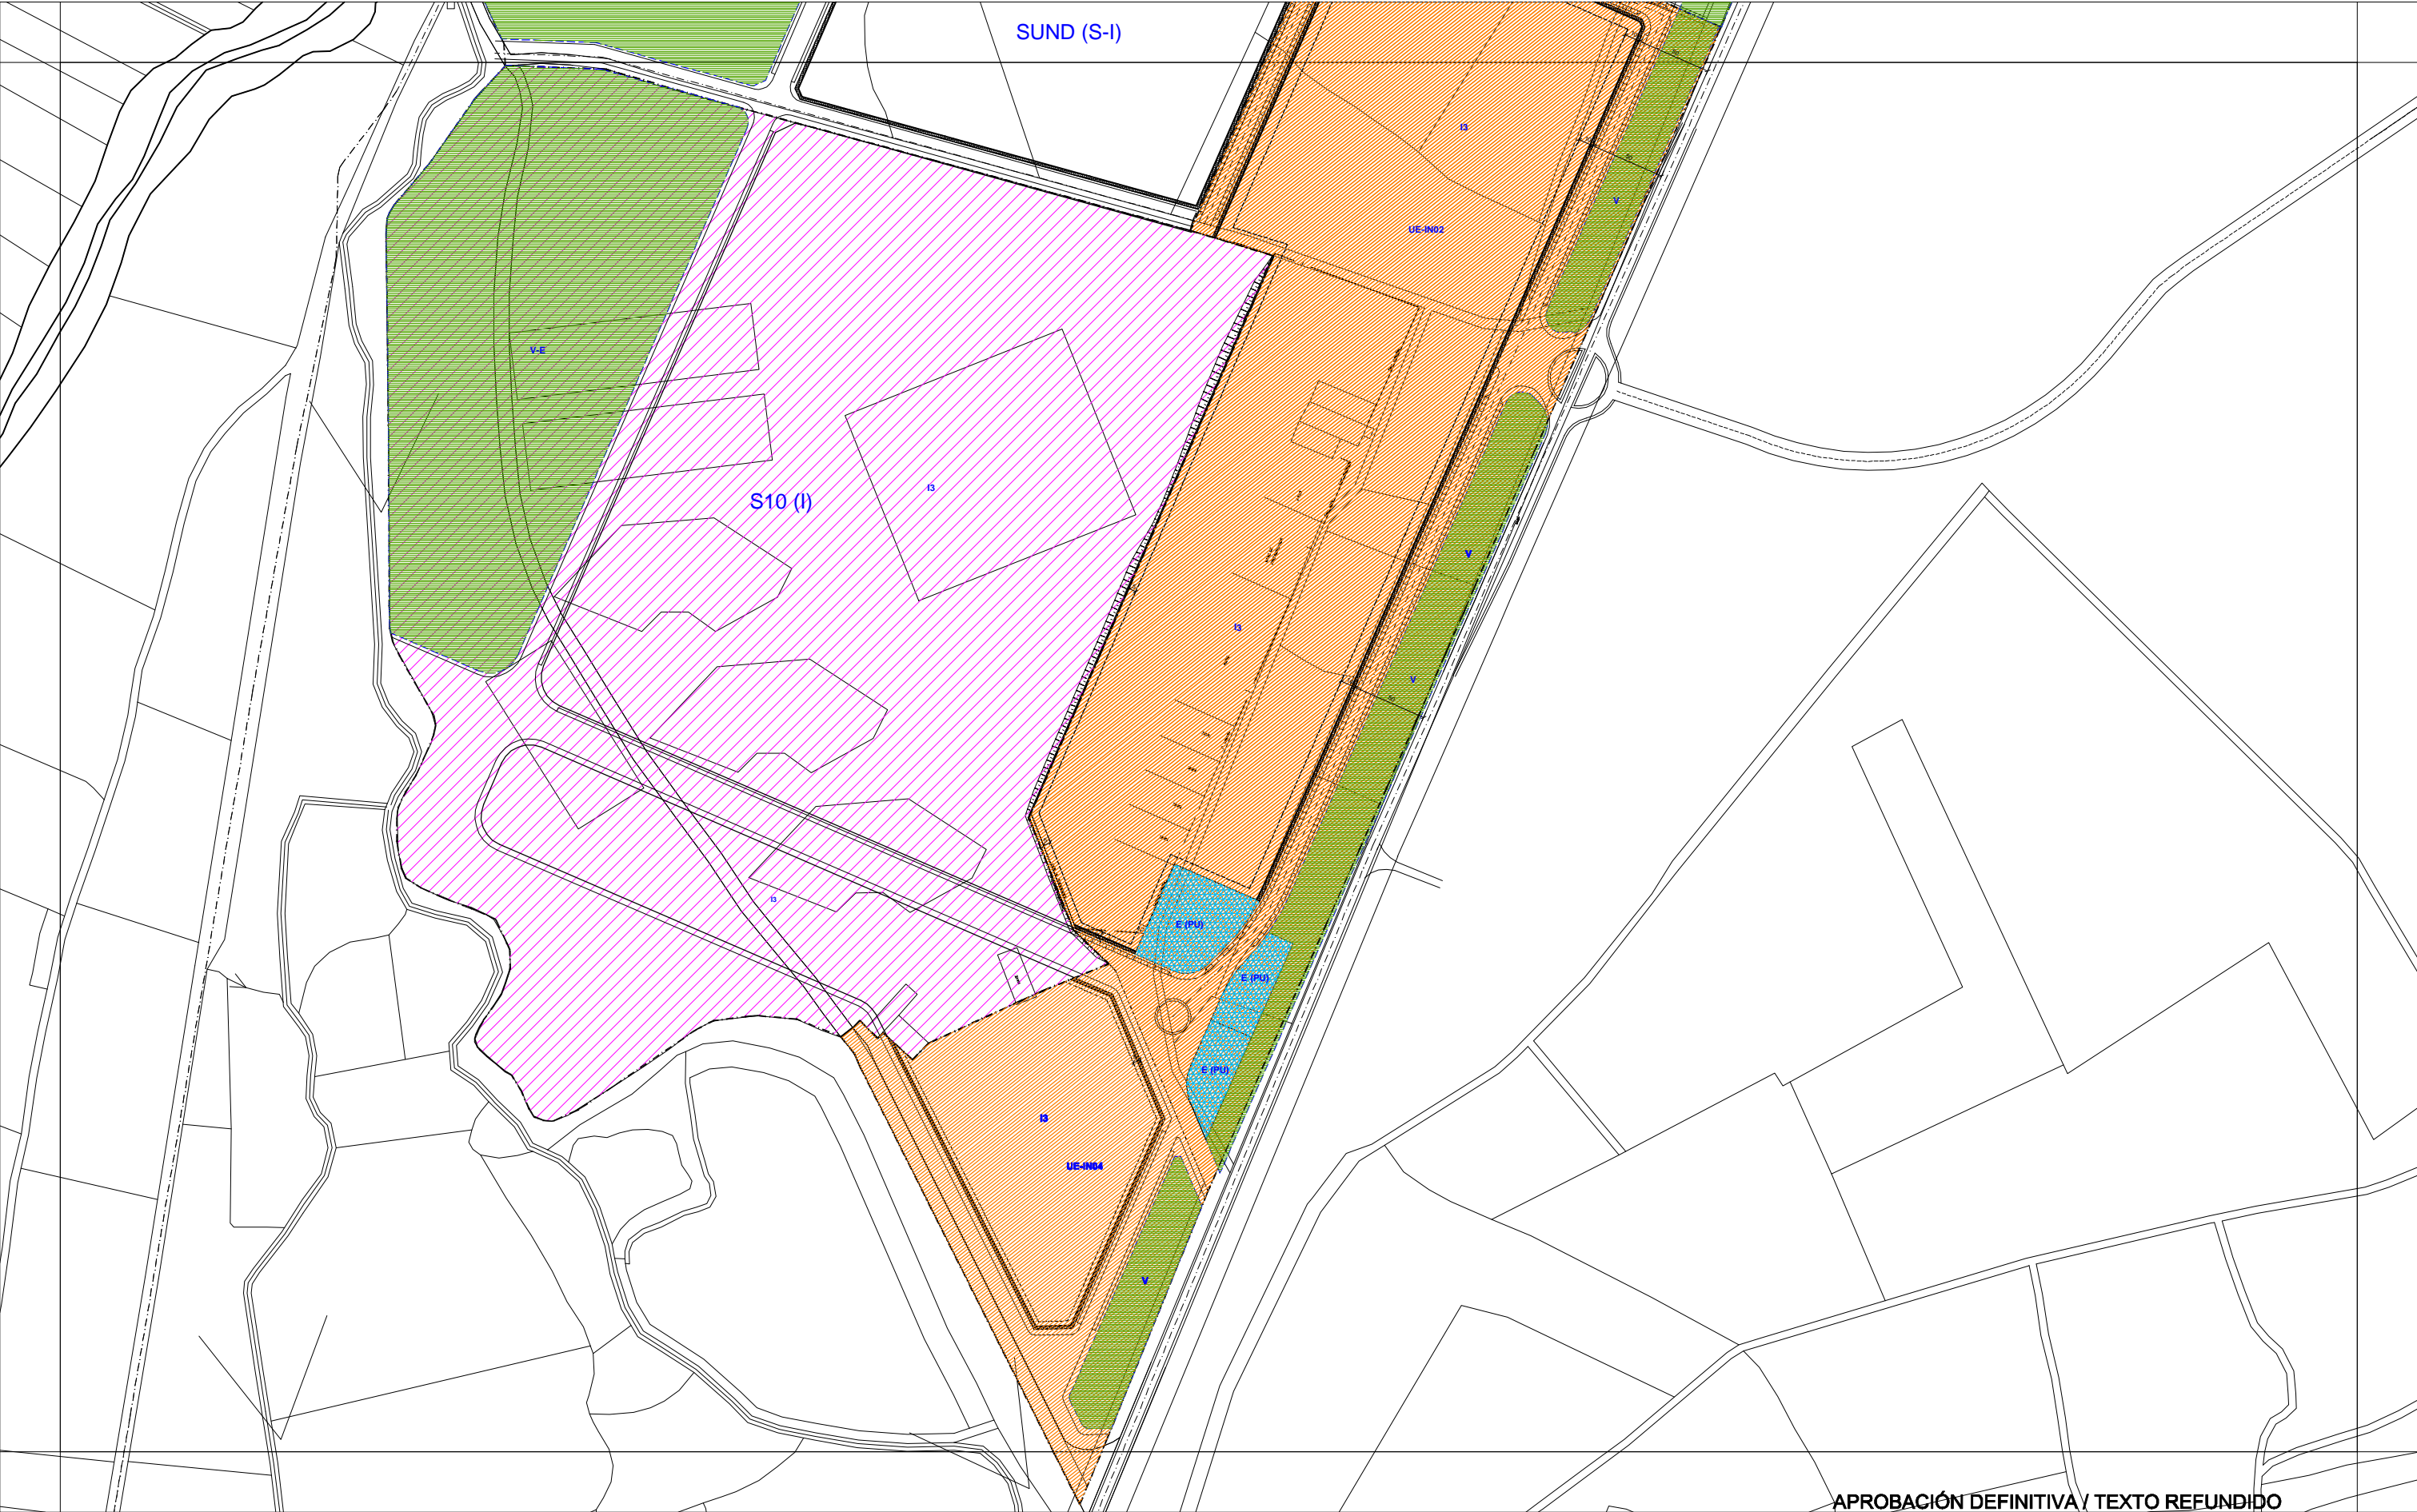 SUND (S-I)
I3
V
UE-IN02
V-E
I3
S10 (I)
V
I3
V
I3
E (PU)
E (PU)
E (PU)
I3
UE-IN04
V
V
APROBACIÓN DEFINITIVA / TEXTO REFUNDIDO